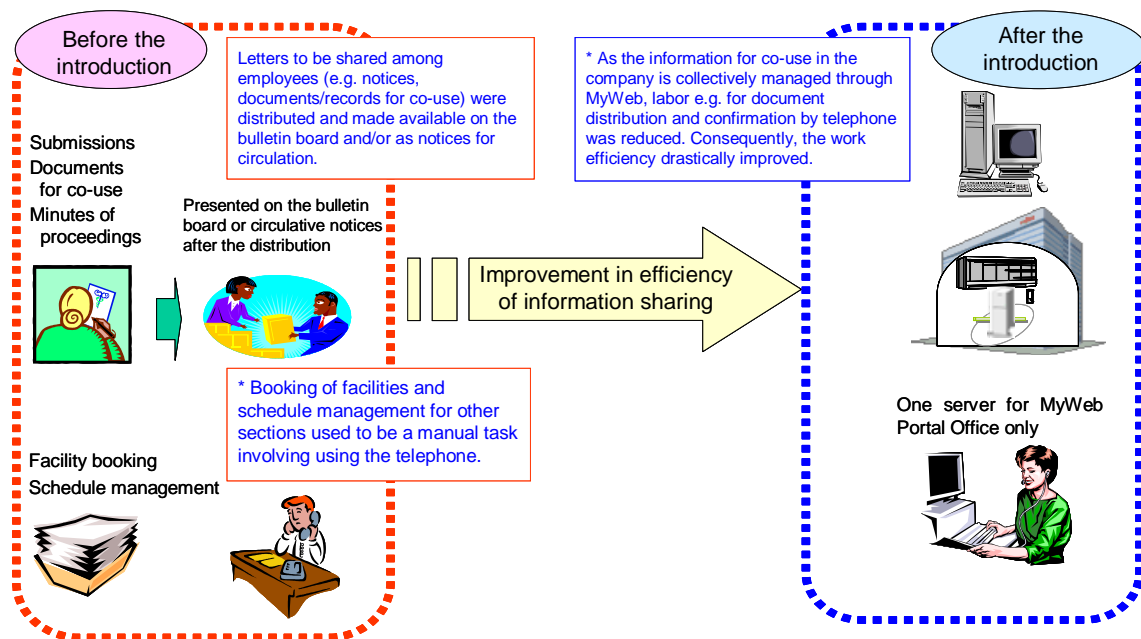 Before the
introduction
Letters to be shared among
employees (e.g. notices,
documents/records for co-use) were
distributed and made available on the
bulletin board and/or as notices for
circulation.
* As the information for co-use in the
company is collectively managed through
MyWeb, labor e.g. for document
distribution and confirmation by telephone
was reduced. Consequently, the work
efficiency drastically improved.
After the
introduction
Submissions
Documents
for co-use
Minutes of
proceedings
Presented on the bulletin
board or circulative notices
after the distribution
Improvement in efficiency
of information sharing
* Booking of facilities and
schedule management for other
sections used to be a manual task
involving using the telephone.
One server for MyWeb
Portal Office only
Facility booking
Schedule management